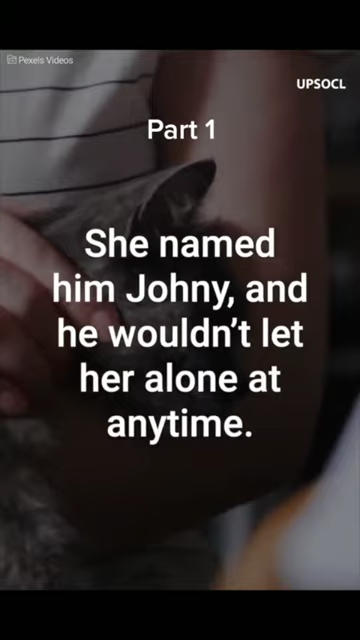 Pexels Videos
UPSOCL
Part 1
She named
him Johny, and
he wouldn’t let
her alone at
anytime.